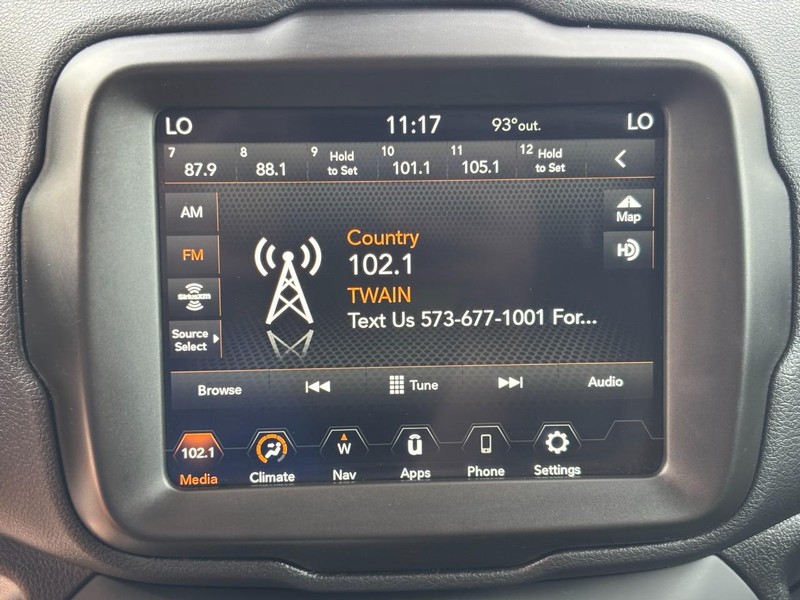 LO 11:17 93°out. LO
7 87.9 8 88.1 9 Hold to Set 10 101.1 11 105.1 12 Hold to Set
AM
Map
FM
HD
Country
102.1
TWAIN
Text Us 573-677-1001 For...
SiriusXM
Source
Select
Browse Tune Audio
102.1 W û
Media Climate Nav Apps Phone Settings